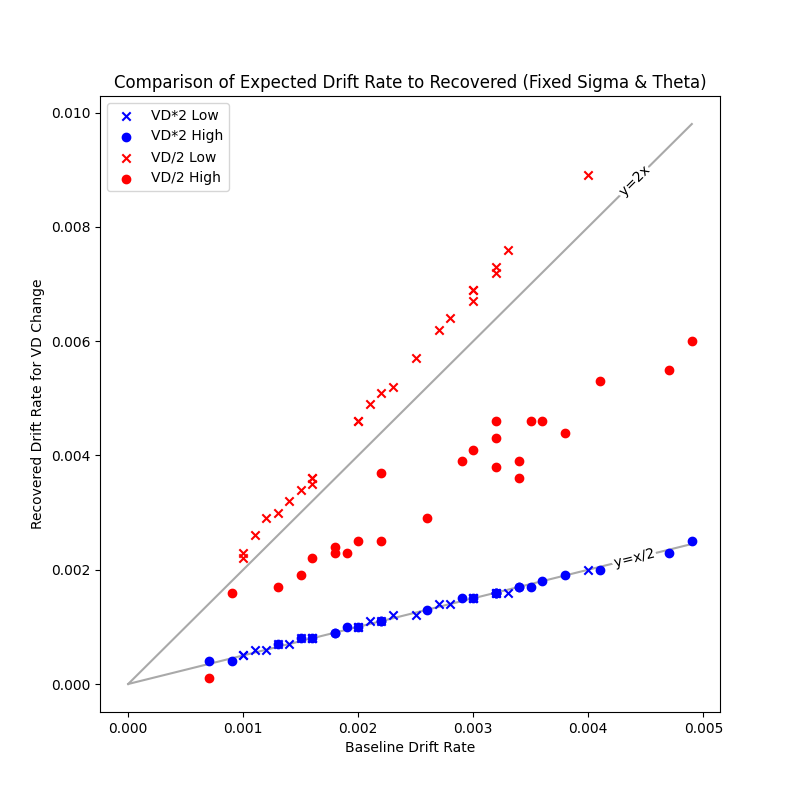 Comparison of Expected Drift Rate to Recovered (Fixed Sigma & Theta)
VD*2 Low
VD*2 High
VD/2 Low
VD/2 High
y=2x
y=x/2
Recovered Drift Rate for VD Change
0.010
0.008
0.006
0.004
0.002
0.000
0.000 0.001 0.002 0.003 0.004 0.005
Baseline Drift Rate